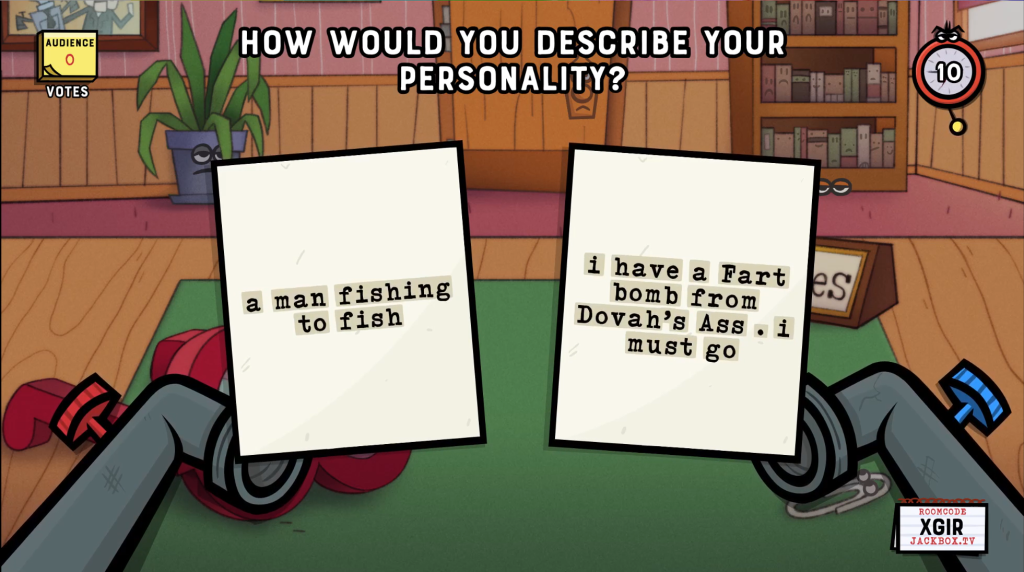 AUDIENCE
0
VOTES
HOW WOULD YOU DESCRIBE YOUR
PERSONALITY?
10
a man fishing
to fish
i have a Fart
bomb from
Dovah's Ass . i
must go
ROOMCODE
XGIR
JACKBOX.TV